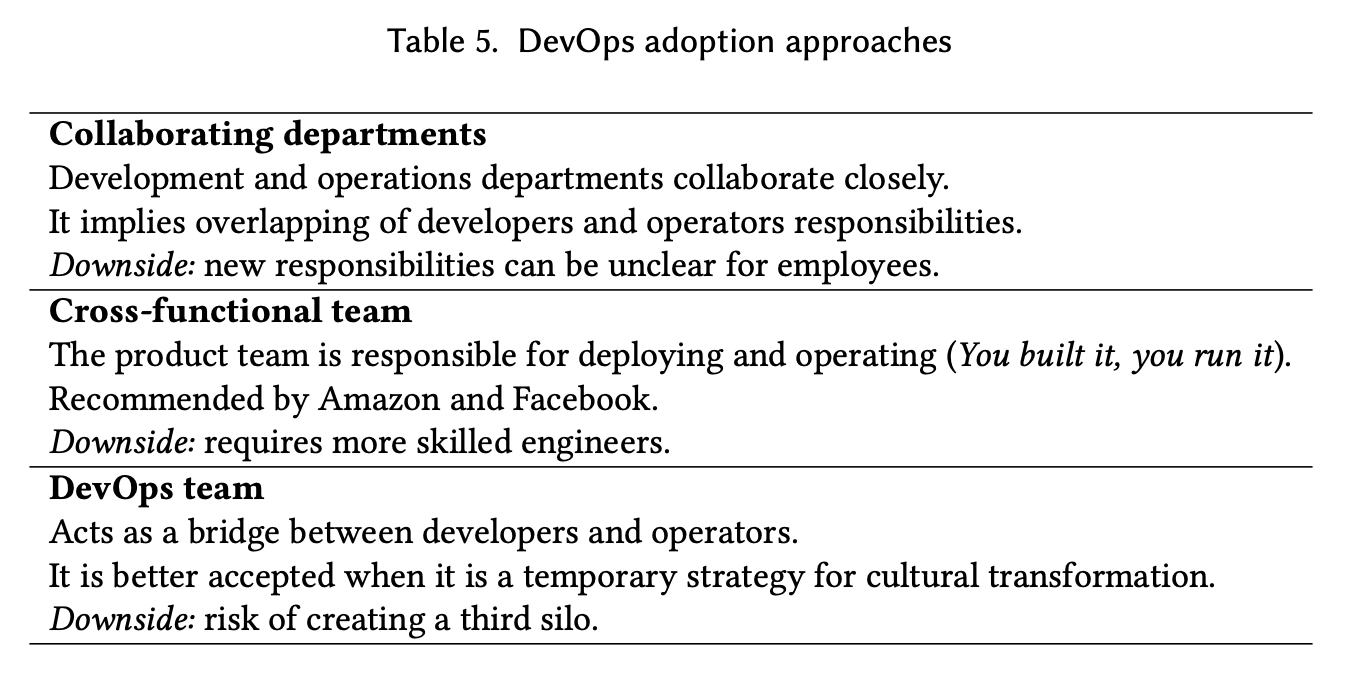 Table 5. DevOps adoption approaches
Collaborating departments
Development and operations departments collaborate closely.
It implies overlapping of developers and operators responsibilities.
Downside: new responsibilities can be unclear for employees.
Cross-functional team
The product team is responsible for deploying and operating (You built it, you run it).
Recommended by Amazon and Facebook.
Downside: requires more skilled engineers.
DevOps team
Acts as a bridge between developers and operators.
It is better accepted when it is a temporary strategy for cultural transformation.
Downside: risk of creating a third silo.